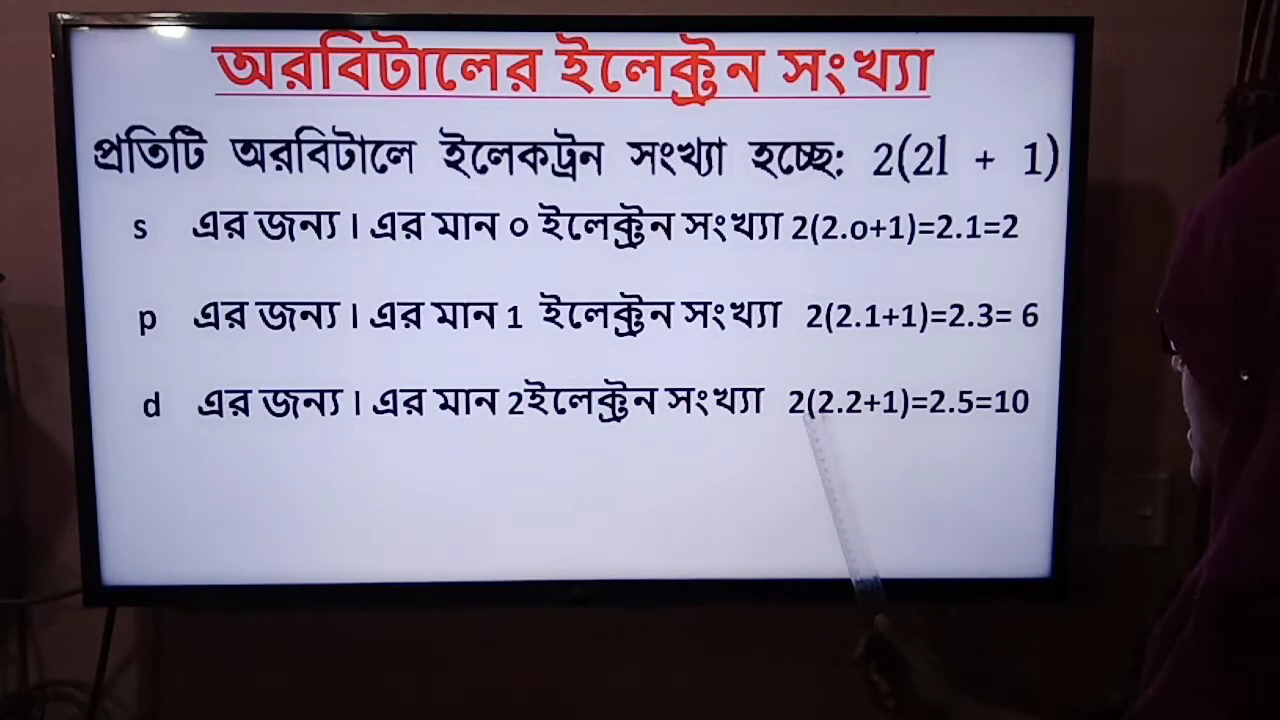 অরবিটালের ইলেক্ট্রন সংখ্যা
প্রতিটি অরবিটালে ইলেকট্রন সংখ্যা হচ্ছে: 2(2l + 1)
s এর জন্য l এর মান 0 ইলেক্ট্রন সংখ্যা 2(2.o+1)=2.1=2
p এর জন্য l এর মান 1 ইলেক্ট্রন সংখ্যা 2(2.1+1)=2.3= 6
d এর জন্য l এর মান 2ইলেক্ট্রন সংখ্যা 2(2.2+1)=2.5=10